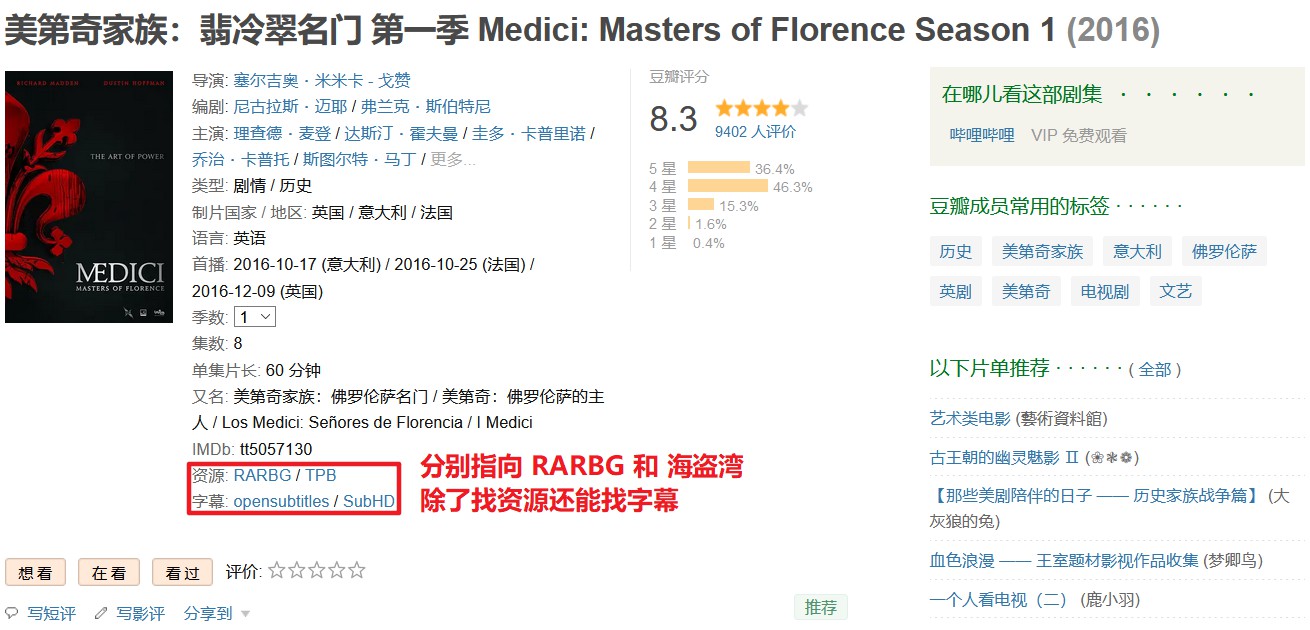 美第奇家族：翡冷翠名门 第一季 Medici: Masters of Florence Season 1 (2016)
RICHARD MADDEN DUSTIN HOFFMAN
THE ART OF POWER
MEDICI
MASTERS OF FLORENCE
导演: 塞尔吉奥·米米卡-戈赞
编剧: 尼古拉斯·迈耶 / 弗兰克·斯伯特尼
主演: 理查德·麦登 / 达斯汀·霍夫曼 / 圭多·卡普里诺 /
乔治·卡普托 / 斯图尔特·马丁 / 更多...
类型: 剧情 / 历史
制片国家 / 地区: 英国 / 意大利 / 法国
语言: 英语
首播: 2016-10-17 (意大利) / 2016-10-25 (法国) /
2016-12-09 (英国)
季数: 1
集数: 8
单集片长: 60 分钟
又名: 美第奇家族：佛罗伦萨名门 / 美第奇：佛罗伦萨的主
人 / Los Medici: Señores de Florencia / I Medici
IMDb: tt5057130
资源: RARBG / TPB
字幕: opensubtitles / SubHD
分别指向 RARBG 和 海盗湾
除了找资源还能找字幕
豆瓣评分
8.3
9402 人评价
5 星 36.4%
4 星 46.3%
3 星 15.3%
2 星 1.6%
1 星 0.4%
想看 在看 看过 评价:
写短评 写影评 分享到
推荐
在哪儿看这部剧集 · · · · · ·
哔哩哔哩 VIP 免费观看
豆瓣成员常用的标签 · · · · · ·
历史 美第奇家族 意大利 佛罗伦萨
英剧 美第奇 电视剧 文艺
以下片单推荐 · · · · · · ( 全部 )
艺术类电影 (藝術資料館)
古王朝的幽灵魅影 Ⅱ (❀❃❁)
【那些美剧陪伴的日子 —— 历史家族战争篇】 (大
灰狼的兔)
血色浪漫 —— 王室题材影视作品收集 (梦卿鸟)
一个人看电视（二） (鹿小羽)